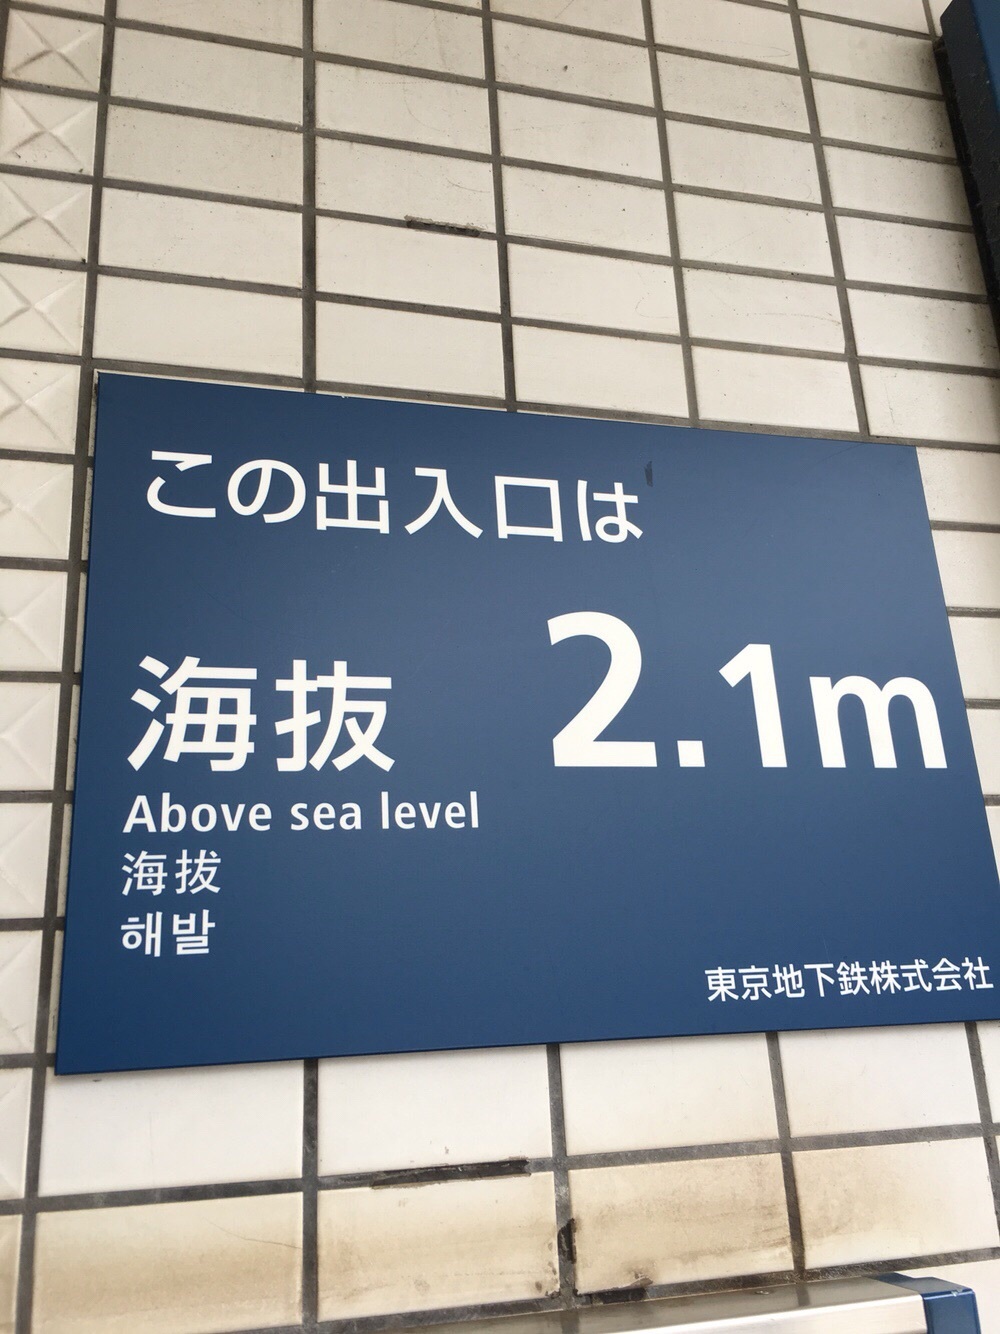 この出入口は
海抜 2.1m
Above sea level
海拔
해발
東京地下鉄株式会社